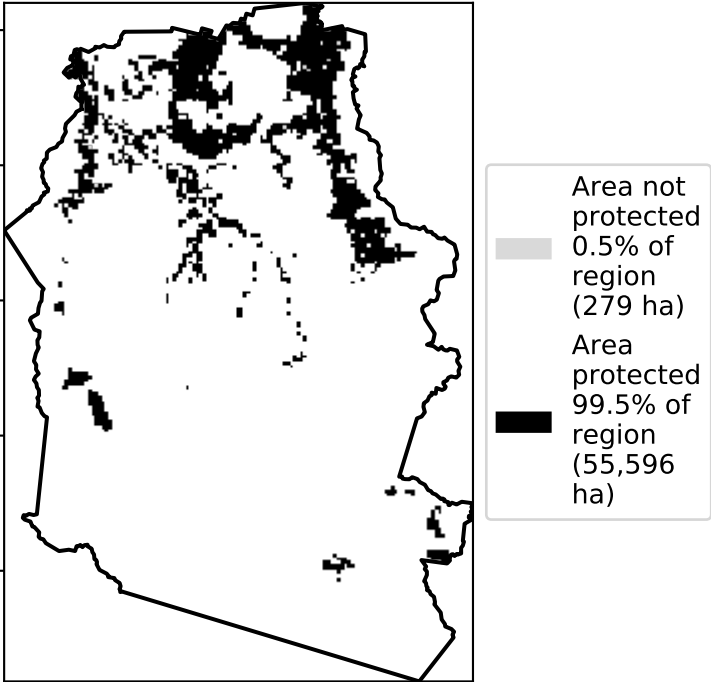 Area not
protected
0.5% of
region
(279 ha)
Area
protected
99.5% of
region
(55,596
ha)